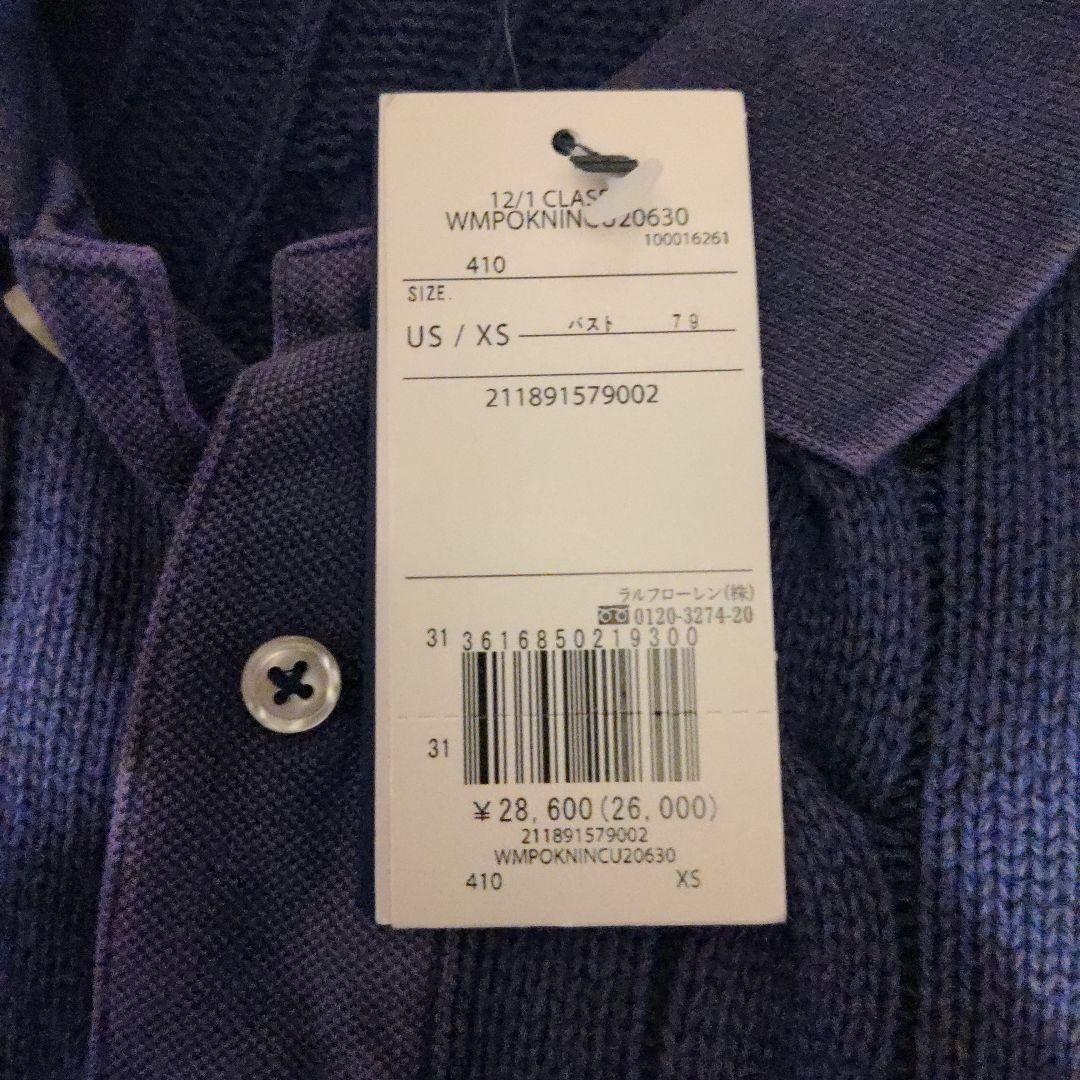 12/1 CLAS
WMPOKNINCU20630
100016261
410
SIZE.
US / XS バスト 79
211891579002
ラルフローレン(株)
0120-3274-20
31 3616850219300
31
¥28,600(26,000)
211891579002
WMPOKNINCU20630
410 XS